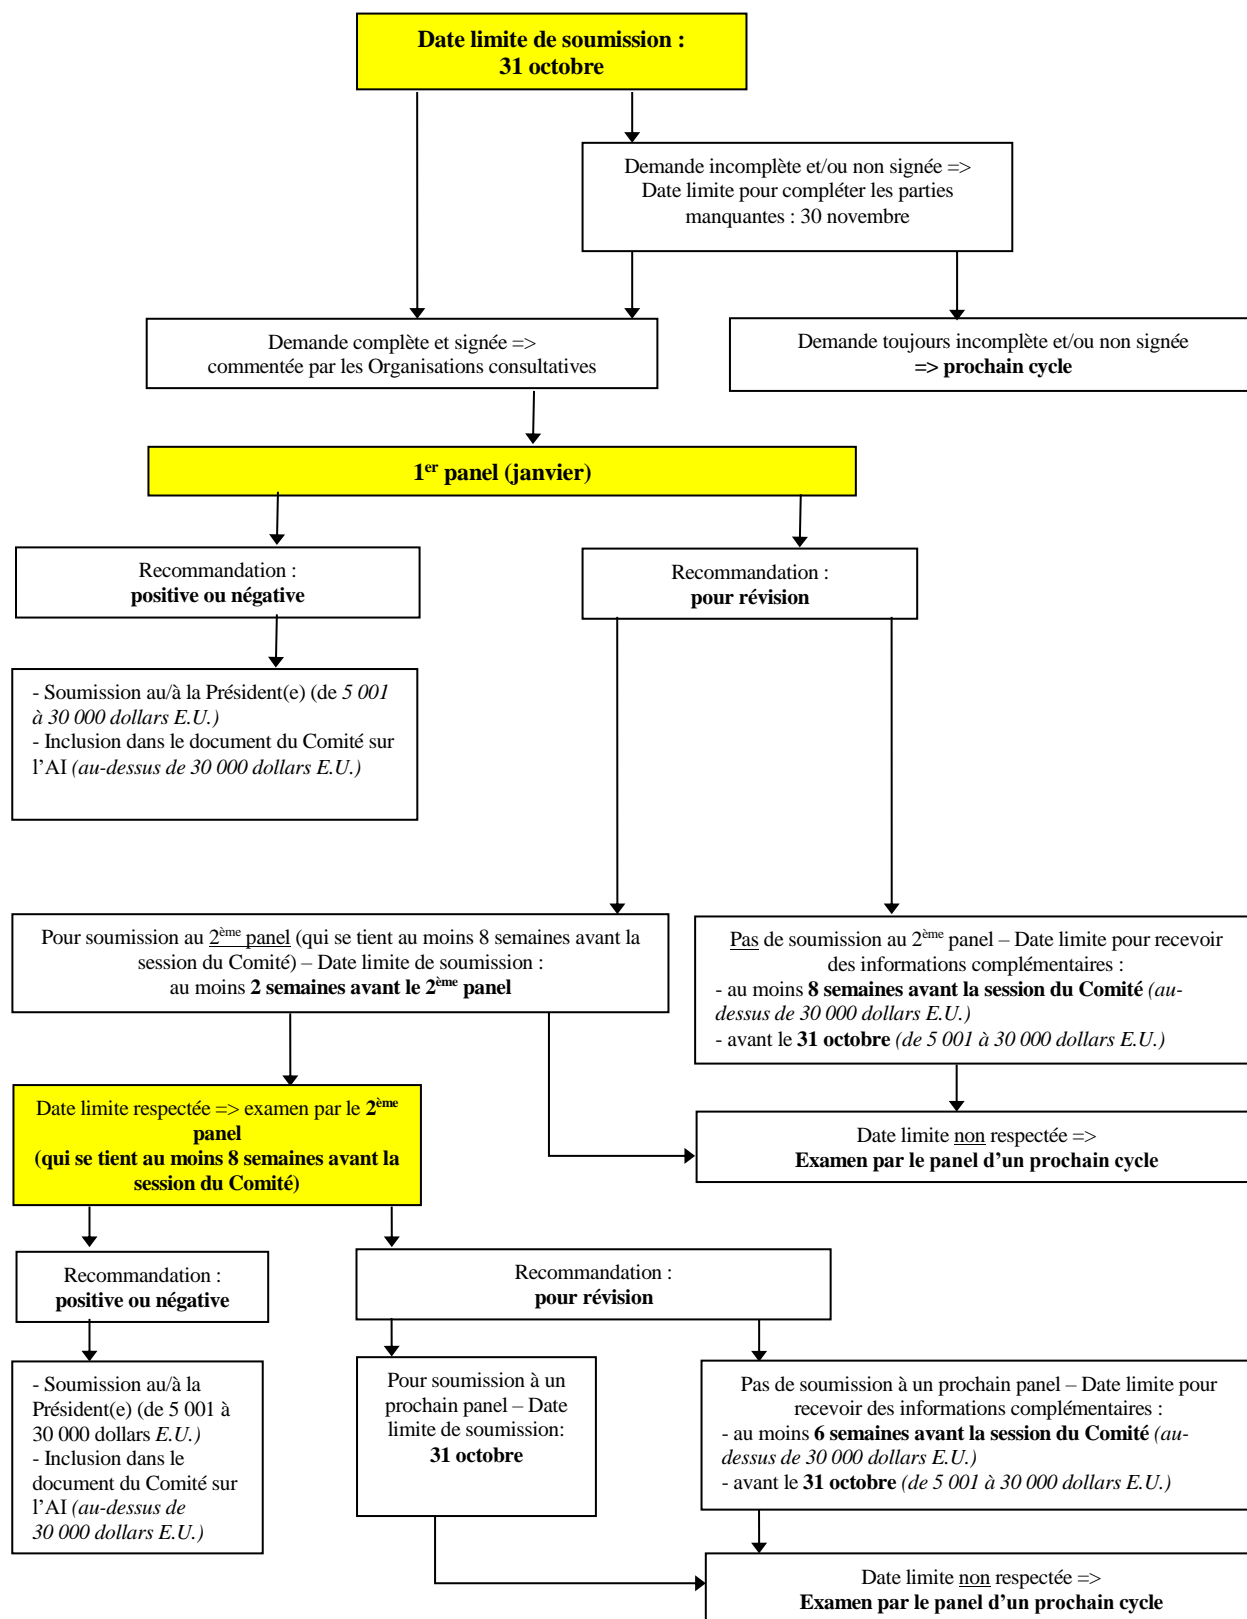 Date limite de soumission :
31 octobre
Demande incomplète et/ou non signée =>
Date limite pour compléter les parties
manquantes : 30 novembre
Demande complète et signée =>
commentée par les Organisations consultatives
Demande toujours incomplète et/ou non signée
=> prochain cycle
1er panel (janvier)
Recommandation :
positive ou négative
Recommandation :
pour révision
- Soumission au/à la Président(e) (de 5 001
à 30 000 dollars E.U.)
- Inclusion dans le document du Comité sur
l’AI (au-dessus de 30 000 dollars E.U.)
Pour soumission au 2ème panel (qui se tient au moins 8 semaines avant la
session du Comité) – Date limite de soumission :
au moins 2 semaines avant le 2ème panel
Pas de soumission au 2ème panel – Date limite pour recevoir
des informations complémentaires :
- au moins 8 semaines avant la session du Comité (au-
dessus de 30 000 dollars E.U.)
- avant le 31 octobre (de 5 001 à 30 000 dollars E.U.)
Date limite respectée => examen par le 2ème
panel
(qui se tient au moins 8 semaines avant la
session du Comité)
Date limite non respectée =>
Examen par le panel d’un prochain cycle
Recommandation :
positive ou négative
Recommandation :
pour révision
- Soumission au/à la
Président(e) (de 5 001 à
30 000 dollars E.U.)
- Inclusion dans le
document du Comité sur
l’AI (au-dessus de
30 000 dollars E.U.)
Pour soumission à un
prochain panel – Date
limite de soumission:
31 octobre
Pas de soumission à un prochain panel – Date limite pour
recevoir des informations complémentaires :
- au moins 6 semaines avant la session du Comité (au-
dessus de 30 000 dollars E.U.)
- avant le 31 octobre (de 5 001 à 30 000 dollars E.U.)
Date limite non respectée =>
Examen par le panel d’un prochain cycle